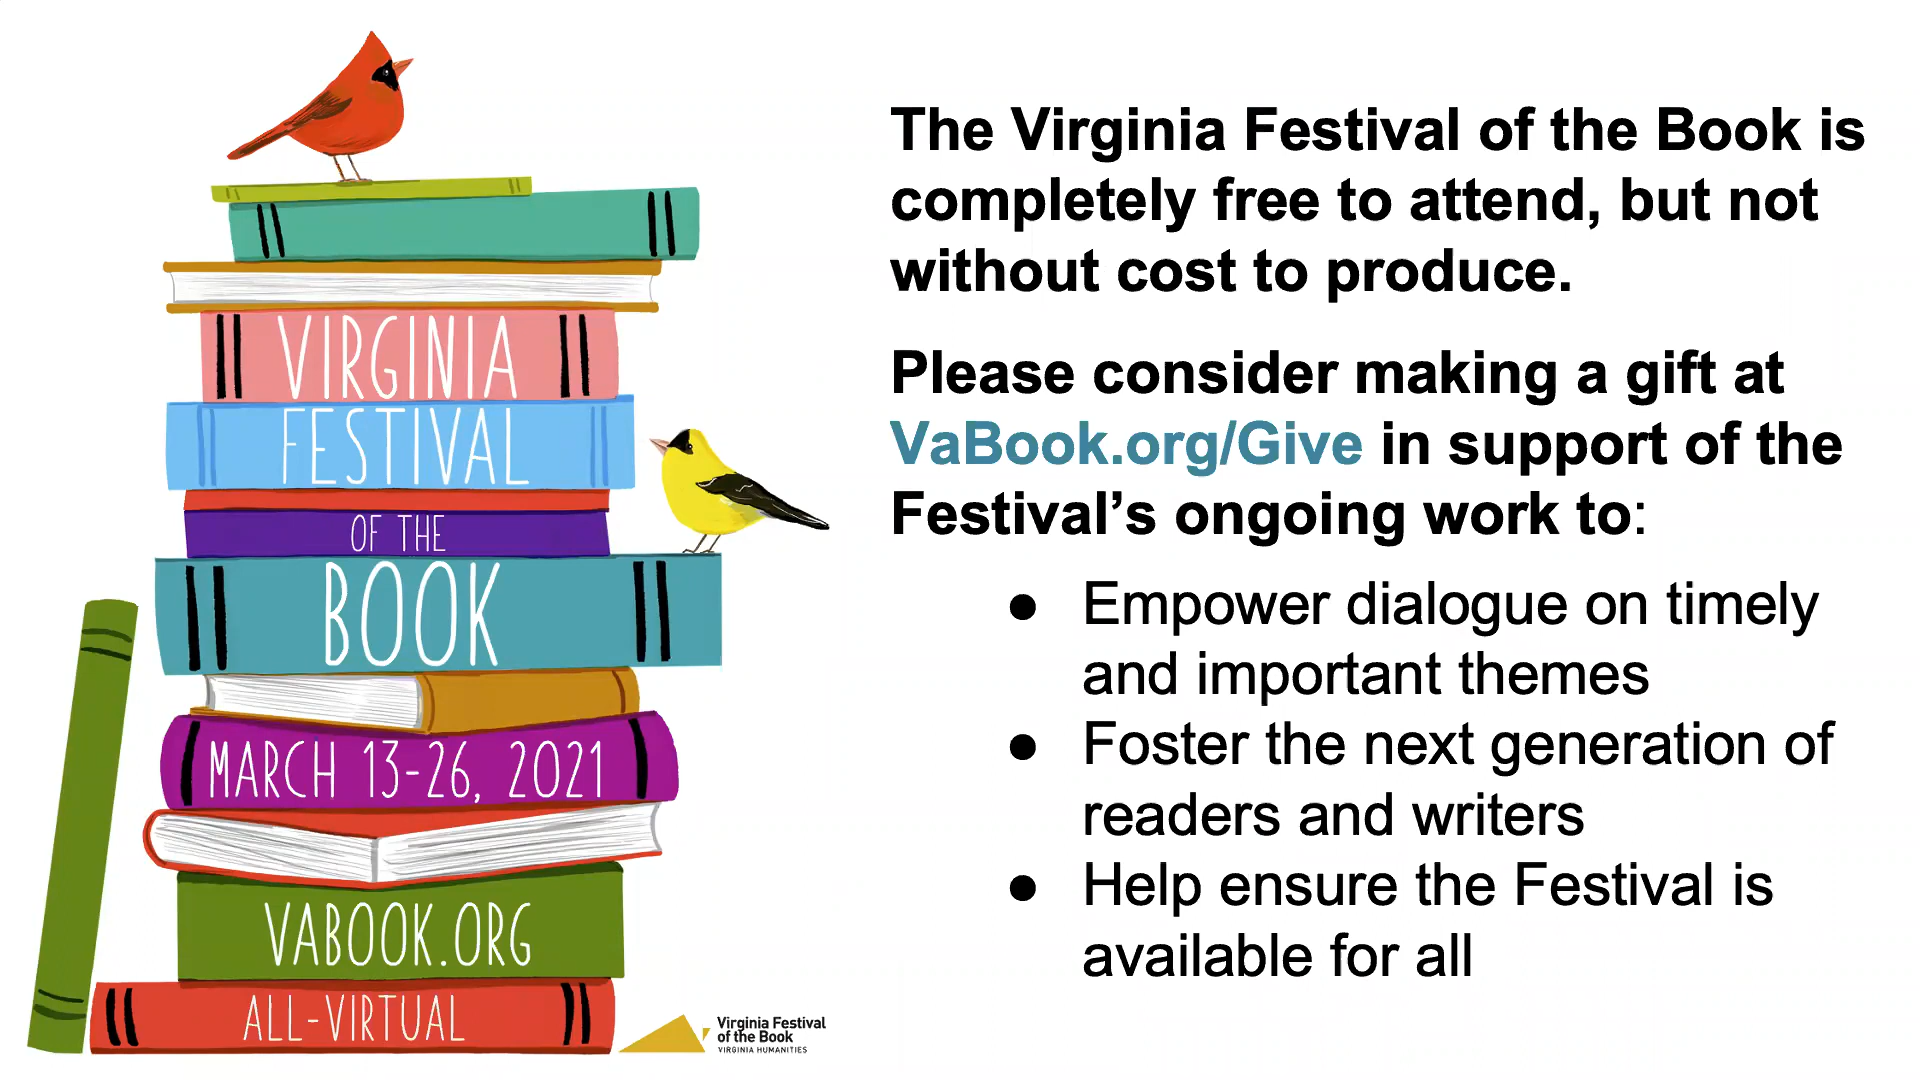 VIRGINIA
FESTIVAL
OF THE
BOOK
MARCH 13-26, 2021
VABOOK.ORG
ALL-VIRTUAL
Virginia Festival
of the Book
VIRGINIA HUMANITIES
The Virginia Festival of the Book is
completely free to attend, but not
without cost to produce.
Please consider making a gift at
VaBook.org/Give in support of the
Festival’s ongoing work to:
● Empower dialogue on timely
and important themes
● Foster the next generation of
readers and writers
● Help ensure the Festival is
available for all